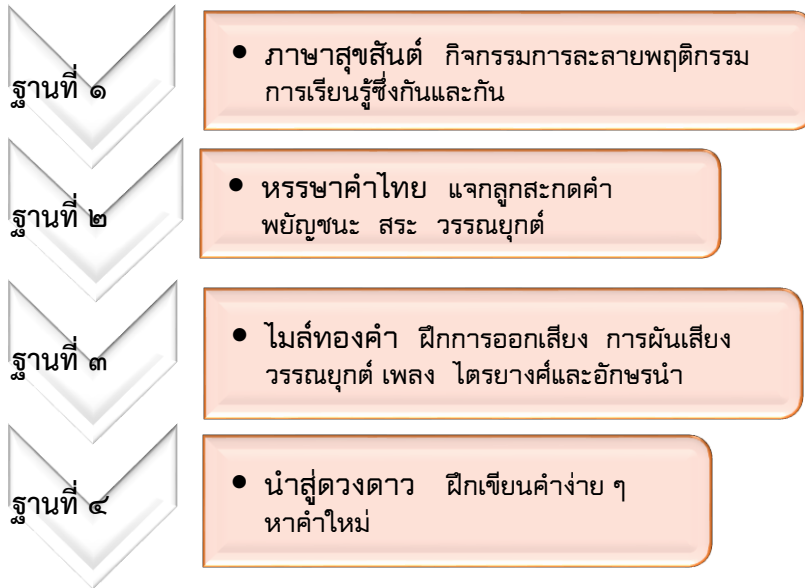 ฐานที่ ๑
• ภาษาสุขสันต์ กิจกรรมการละลายพฤติกรรม
การเรียนรู้ซึ่งกันและกัน
ฐานที่ ๒
• หรรษาคำไทย แจกลูกสะกดคำ
พยัญชนะ สระ วรรณยุกต์
ฐานที่ ๓
• ไมล์ทองคำ ฝึกการออกเสียง การผันเสียง
วรรณยุกต์ เพลง ไตรยางศ์และอักษรนำ
ฐานที่ ๔
• นำสู่ดวงดาว ฝึกเขียนคำง่าย ๆ
หาคำใหม่